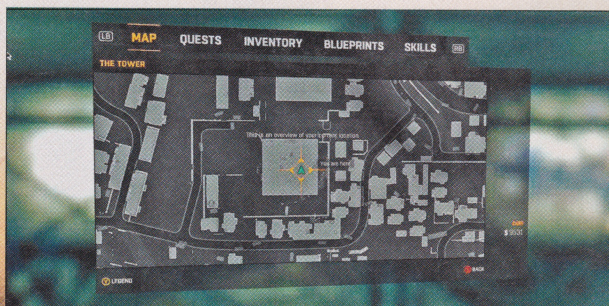 LB MAP QUESTS INVENTORY BLUEPRINTS SKILLS RB
THE TOWER
This is an overview of your current location
You are here
$ 9531
Y LEGEND
B BACK